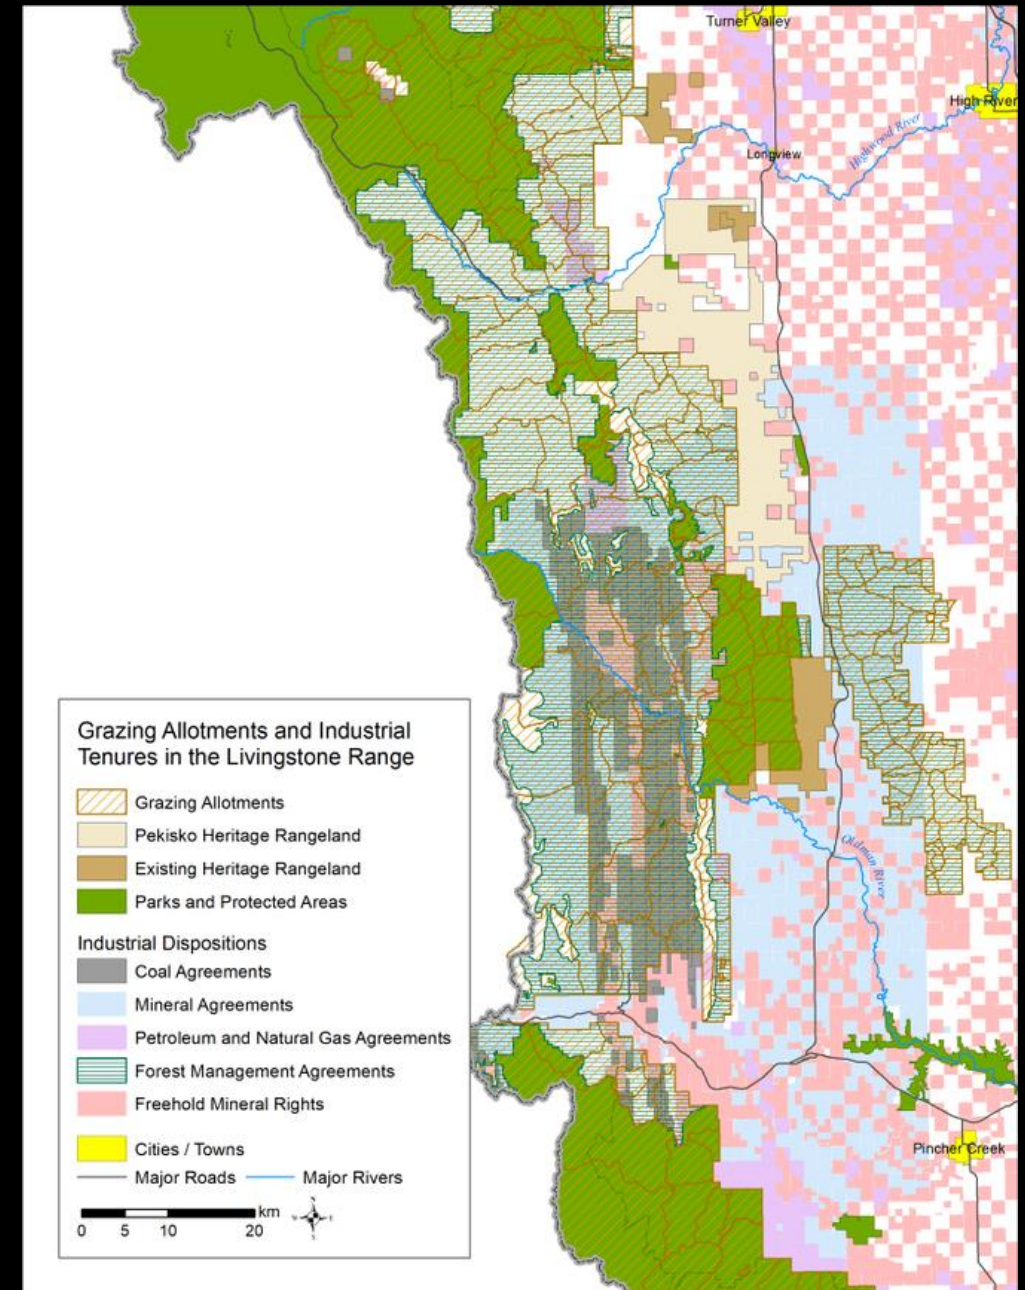 Turner Valley
High River
Highwood River
Longview
Grazing Allotments and Industrial
Tenures in the Livingstone Range
Grazing Allotments
Pekisko Heritage Rangeland
Existing Heritage Rangeland
Parks and Protected Areas
Industrial Dispositions
Coal Agreements
Mineral Agreements
Petroleum and Natural Gas Agreements
Forest Management Agreements
Freehold Mineral Rights
Cities / Towns
Major Roads
Major Rivers
km
0 5 10 20
Oldman River
Pincher Creek